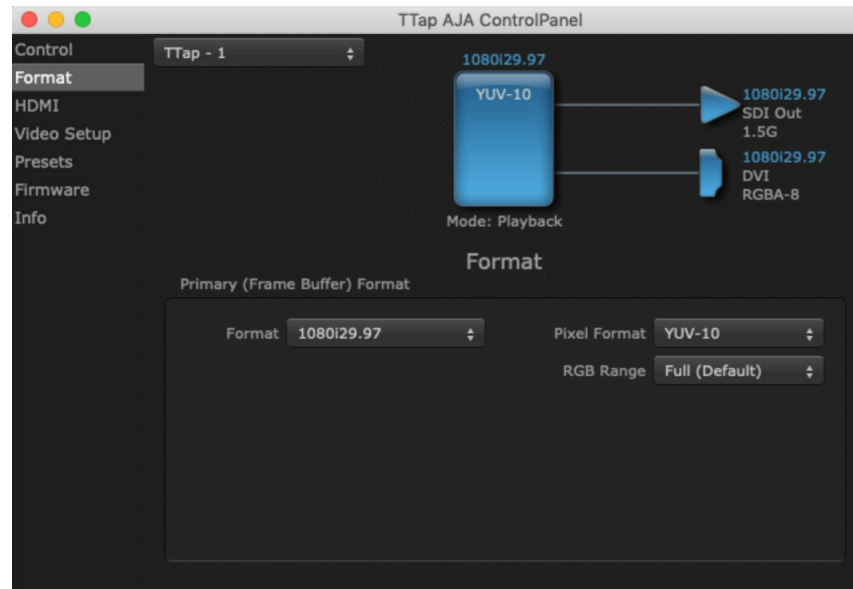 TTap AJA ControlPanel
Control
Format
HDMI
Video Setup
Presets
Firmware
Info
TTap - 1
1080i29.97
YUV-10
Mode: Playback
1080i29.97
SDI Out
1.5G
1080i29.97
DVI
RGBA-8
Format
Primary (Frame Buffer) Format
Format 1080i29.97
Pixel Format YUV-10
RGB Range Full (Default)